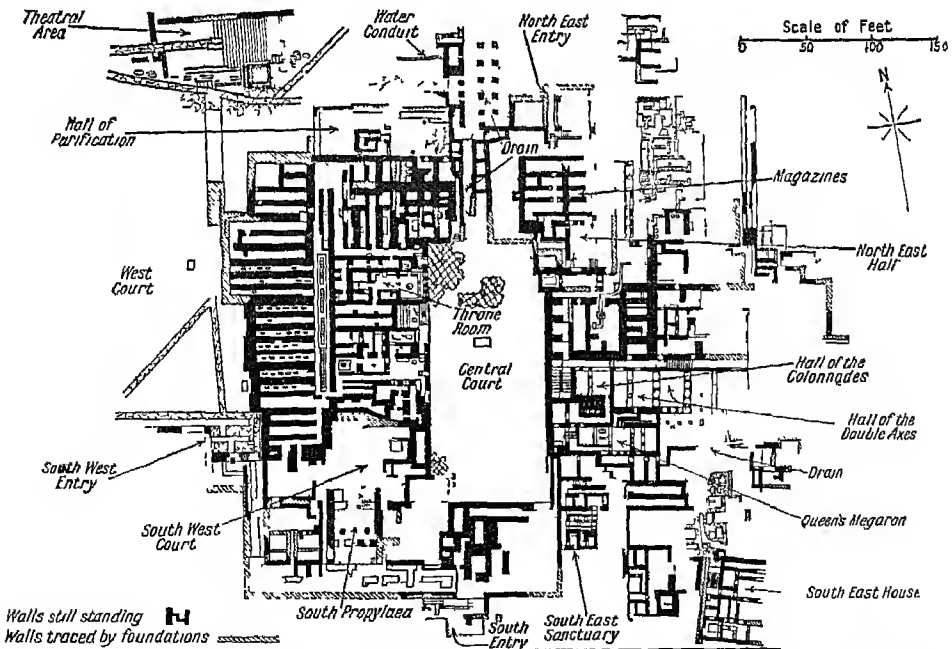 Theatral
Area
Water
Conduit
North East
Entry
Scale of Feet
0 50 100 150
N
Hall of
Purification
Drain
Magazines
North East
Hall
West
Court
Throne
Room
Central
Court
Hall of the
Colonnades
Hall of the
Double Axes
South West
Entry
Drain
South West
Court
Queen's Megaron
South East House
Walls still standing
Walls traced by foundations
South Propylaea
South
Entry
South East
Sanctuary